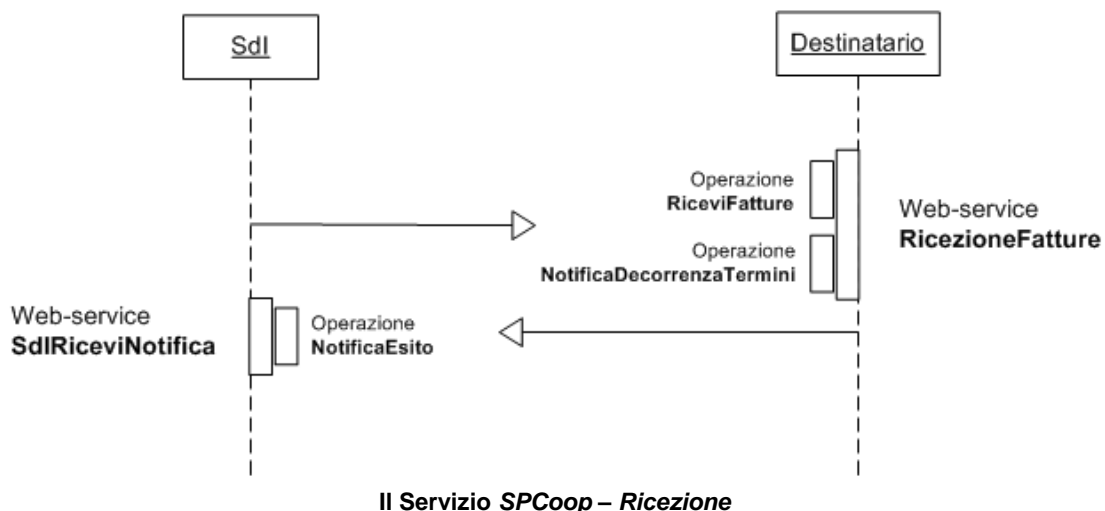 SdI
Destinatario
Operazione
RiceviFatture
Web-service
RicezioneFatture
Operazione
NotificaDecorrenzaTermini
Web-service
SdIRiceviNotifica
Operazione
NotificaEsito
Il Servizio SPCoop – Ricezione